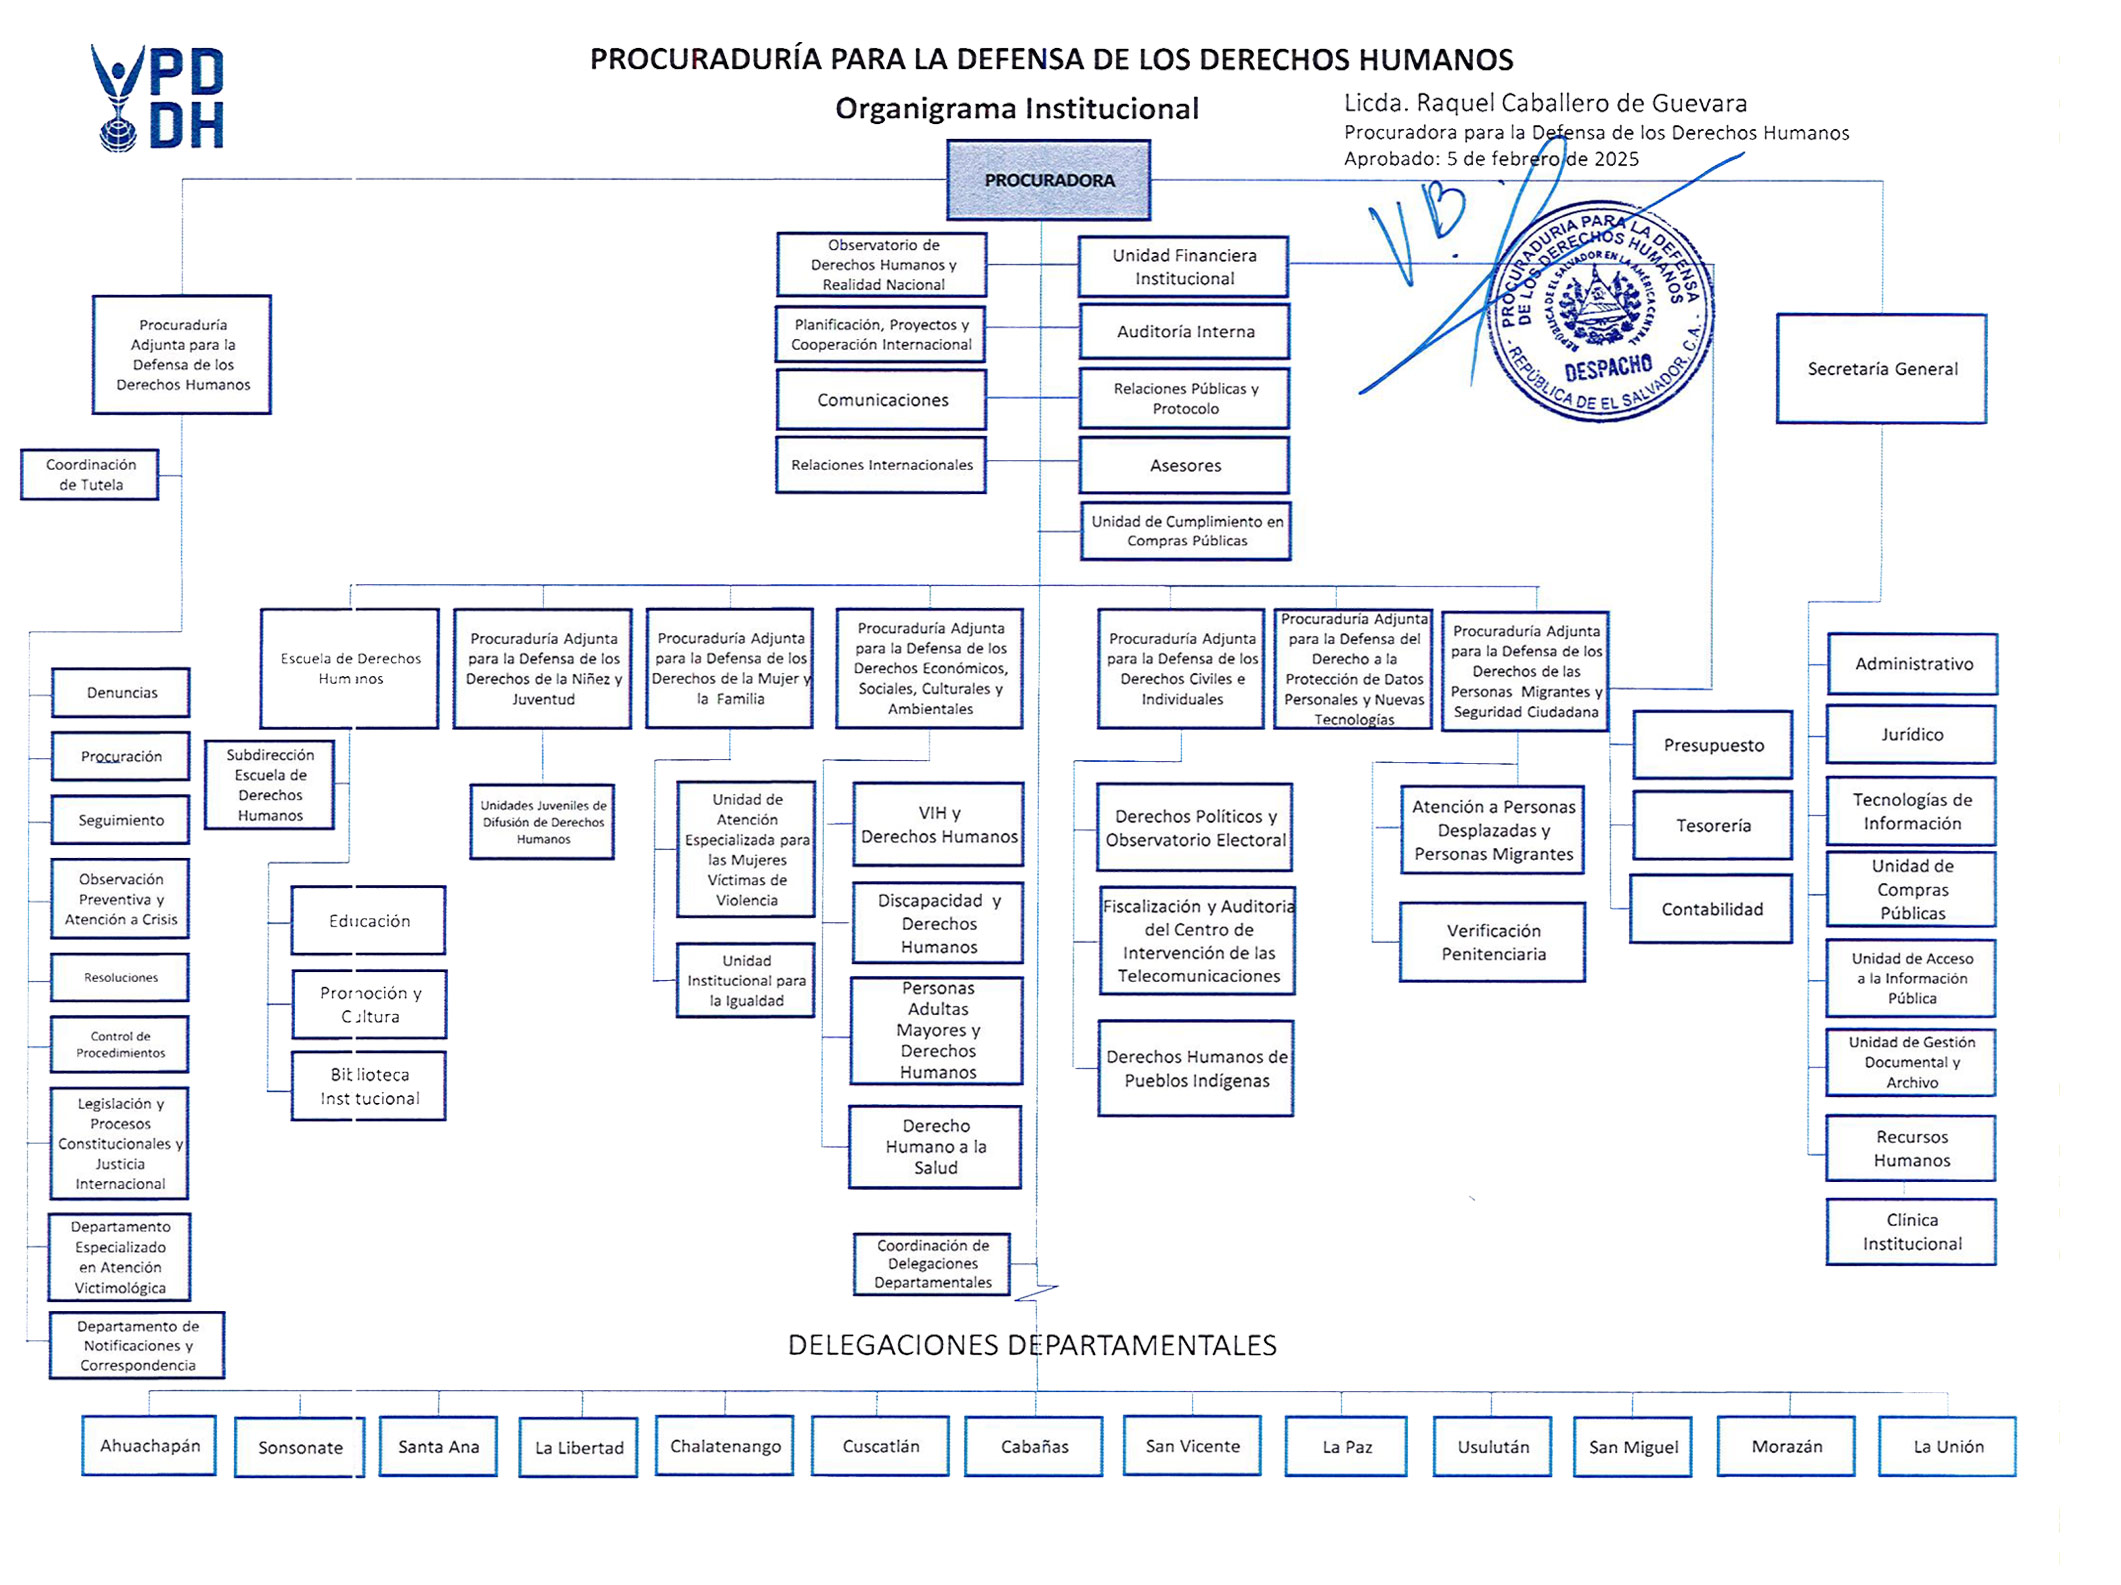 PD
DH
PROCURADURÍA PARA LA DEFENSA DE LOS DERECHOS HUMANOS
Organigrama Institucional
Licda. Raquel Caballero de Guevara
Procuradora para la Defensa de los Derechos Humanos
Aprobado: 5 de febrero de 2025
V.B.
PROCURADURIA PARA LA DEFENSA
DE LOS DERECHOS HUMANOS
REPÚBLICA DE EL SALVADOR EN LA AMÉRICA CENTRAL
DESPACHO
- REPÚBLICA DE EL SALVADOR, C.A. -
PROCURADORA
Observatorio de
Derechos Humanos y
Realidad Nacional
Unidad Financiera
Institucional
Planificación, Proyectos y
Cooperación Internacional
Auditoría Interna
Comunicaciones
Relaciones Públicas y
Protocolo
Relaciones Internacionales
Asesores
Unidad de Cumplimiento en
Compras Públicas
Procuraduría
Adjunta para la
Defensa de los
Derechos Humanos
Secretaría General
Coordinación
de Tutela
Denuncias
Procuración
Seguimiento
Observación
Preventiva y
Atención a Crisis
Resoluciones
Control de
Procedimientos
Legislación y
Procesos
Constitucionales y
Justicia
Internacional
Departamento
Especializado
en Atención
Victimológica
Departamento de
Notificaciones y
Correspondencia
Escuela de Derechos
Humanos
Subdirección
Escuela de
Derechos
Humanos
Educación
Promoción y
Cultura
Biblioteca
Institucional
Procuraduría Adjunta
para la Defensa de los
Derechos de la Niñez y
Juventud
Unidades Juveniles de
Difusión de Derechos
Humanos
Procuraduría Adjunta
para la Defensa de los
Derechos de la Mujer y
la Familia
Unidad de
Atención
Especializada para
las Mujeres
Víctimas de
Violencia
Unidad
Institucional para
la Igualdad
Procuraduría Adjunta
para la Defensa de los
Derechos Económicos,
Sociales, Culturales y
Ambientales
VIH y
Derechos Humanos
Discapacidad y
Derechos
Humanos
Personas
Adultas
Mayores y
Derechos
Humanos
Derecho
Humano a la
Salud
Procuraduría Adjunta
para la Defensa de los
Derechos Civiles e
Individuales
Derechos Políticos y
Observatorio Electoral
Fiscalización y Auditoria
del Centro de
Intervención de las
Telecomunicaciones
Derechos Humanos de
Pueblos Indígenas
Procuraduría Adjunta
para la Defensa del
Derecho a la
Protección de Datos
Personales y Nuevas
Tecnologías
Procuraduría Adjunta
para la Defensa de los
Derechos de las
Personas Migrantes y
Seguridad Ciudadana
Atención a Personas
Desplazadas y
Personas Migrantes
Verificación
Penitenciaria
Presupuesto
Tesorería
Contabilidad
Administrativo
Jurídico
Tecnologías de
Información
Unidad de
Compras
Públicas
Unidad de Acceso
a la Información
Pública
Unidad de Gestión
Documental y
Archivo
Recursos
Humanos
Clínica
Institucional
Coordinación de
Delegaciones
Departamentales
DELEGACIONES DEPARTAMENTALES
Ahuachapán
Sonsonate
Santa Ana
La Libertad
Chalatenango
Cuscatlán
Cabañas
San Vicente
La Paz
Usulután
San Miguel
Morazán
La Unión